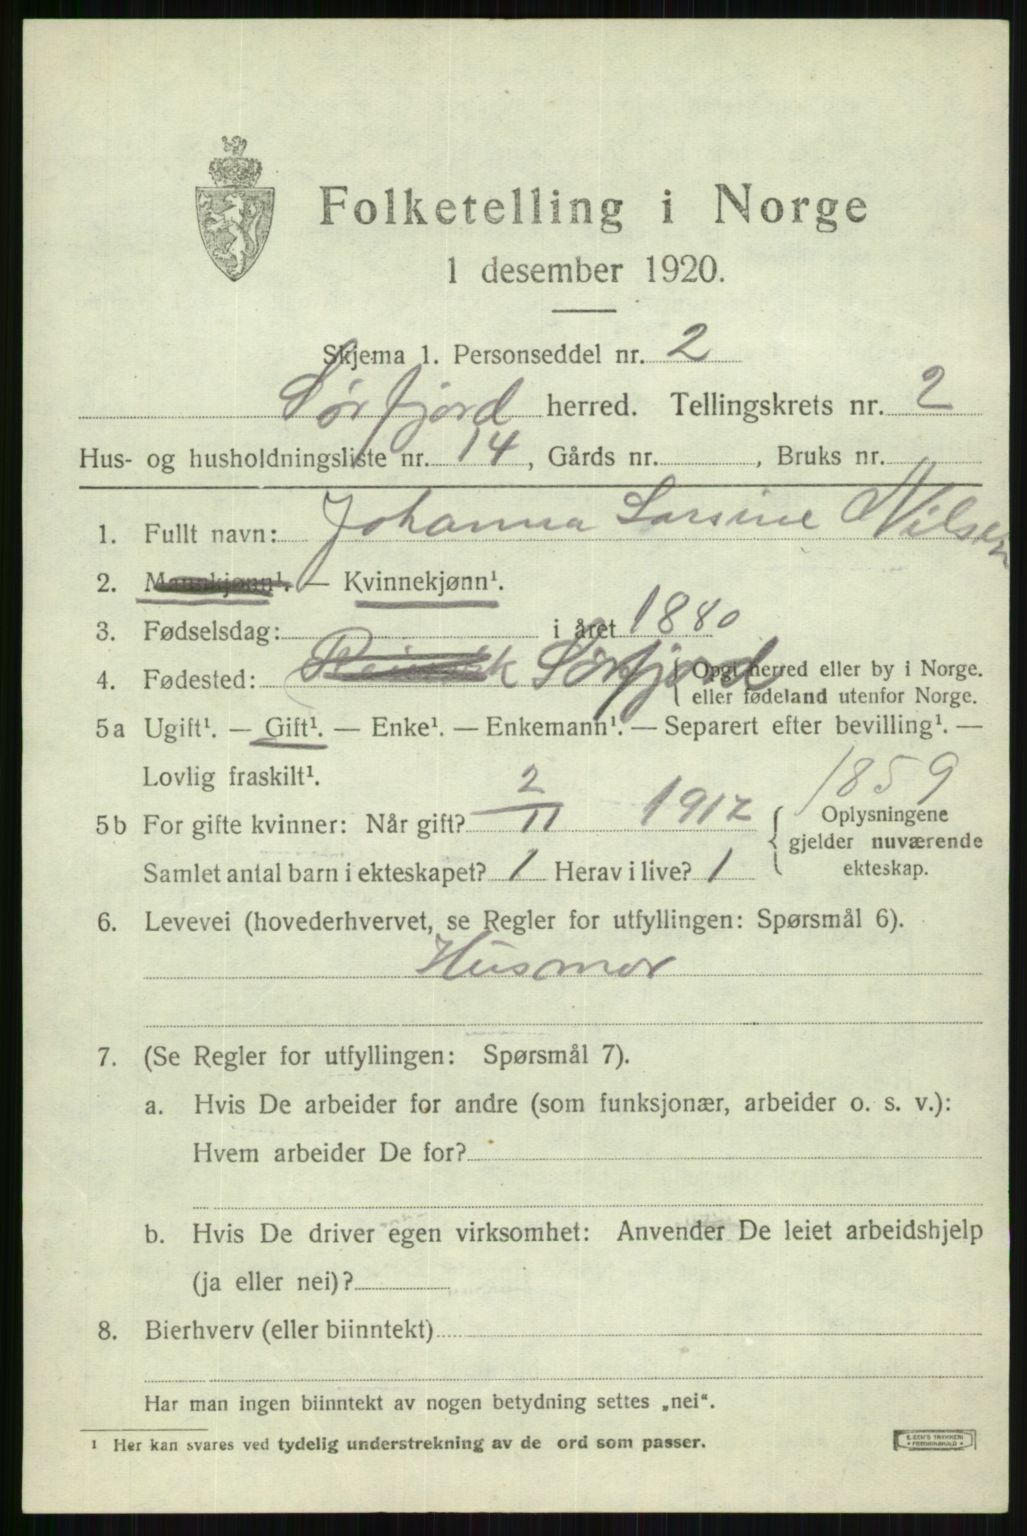 Folketelling i Norge
1 desember 1920.
Skjema 1. Personseddel nr. 2
Sørfjord herred. Tellingskrets nr. 2
Hus- og husholdningsliste nr. 14, Gårds nr. , Bruks nr.
1. Fullt navn: Johanna Larsine Nilsen
2. Mannkjønn¹. — Kvinnekjønn¹.
3. Fødselsdag: i året 1880
4. Fødested: Sørfjord { Opgi herred eller by i Norge.
eller fødeland utenfor Norge.
5a Ugift¹. — Gift¹. — Enke¹. — Enkemann¹. — Separert efter bevilling¹. —
Lovlig fraskilt¹.
1859
5b For gifte kvinner: Når gift? 2/11 1912 { Oplysningene
gjelder nuværende
Samlet antal barn i ekteskapet? 1 Herav i live? 1 ekteskap.
6. Levevei (hovederhvervet, se Regler for utfyllingen: Spørsmål 6).
Husmor
7. (Se Regler for utfyllingen: Spørsmål 7).
a. Hvis De arbeider for andre (som funksjonær, arbeider o. s. v.):
Hvem arbeider De for?
b. Hvis De driver egen virksomhet: Anvender De leiet arbeidshjelp
(ja eller nei)?
8. Bierhverv (eller biinntekt)
Har man ingen biinntekt av nogen betydning settes „nei“.
¹ Her kan svares ved tydelig understrekning av de ord som passer.